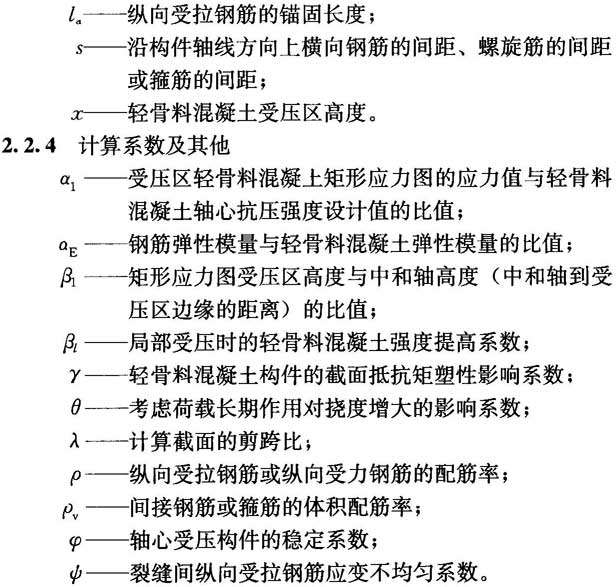 lₐ——纵向受拉钢筋的锚固长度；
s——沿构件轴线方向上横向钢筋的间距、螺旋筋的间距
或箍筋的间距；
x——轻骨料混凝土受压区高度。
2.2.4 计算系数及其他
α₁——受压区轻骨料混凝上矩形应力图的应力值与轻骨料
混凝土轴心抗压强度设计值的比值；
α_E——钢筋弹性模量与轻骨料混凝土弹性模量的比值；
β₁——矩形应力图受压区高度与中和轴高度（中和轴到受
压区边缘的距离）的比值；
β_l——局部受压时的轻骨料混凝土强度提高系数；
γ——轻骨料混凝土构件的截面抵抗矩塑性影响系数；
θ——考虑荷载长期作用对挠度增大的影响系数；
λ——计算截面的剪跨比；
ρ——纵向受拉钢筋或纵向受力钢筋的配筋率；
ρᵥ——间接钢筋或箍筋的体积配筋率；
φ——轴心受压构件的稳定系数；
ψ——裂缝间纵向受拉钢筋应变不均匀系数。